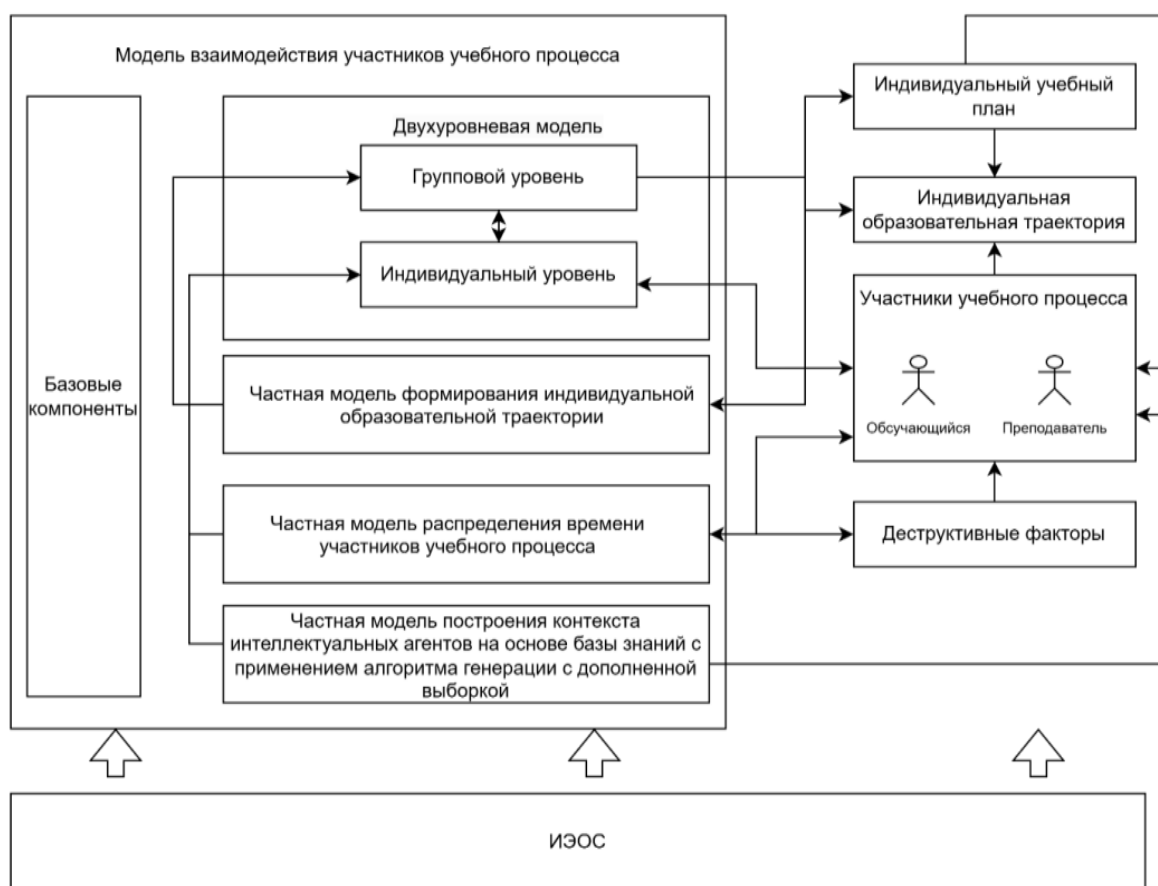 Модель взаимодействия участников учебного процесса
Базовые
компоненты
Двухуровневая модель
Групповой уровень
Индивидуальный уровень
Частная модель формирования индивидуальной
образовательной траектории
Частная модель распределения времени
участников учебного процесса
Частная модель построения контекста
интеллектуальных агентов на основе базы знаний с
применением алгоритма генерации с дополненной
выборкой
Индивидуальный учебный
план
Индивидуальная
образовательная траектория
Участники учебного процесса
Обсучающийся
Преподаватель
Деструктивные факторы
ИЭОС